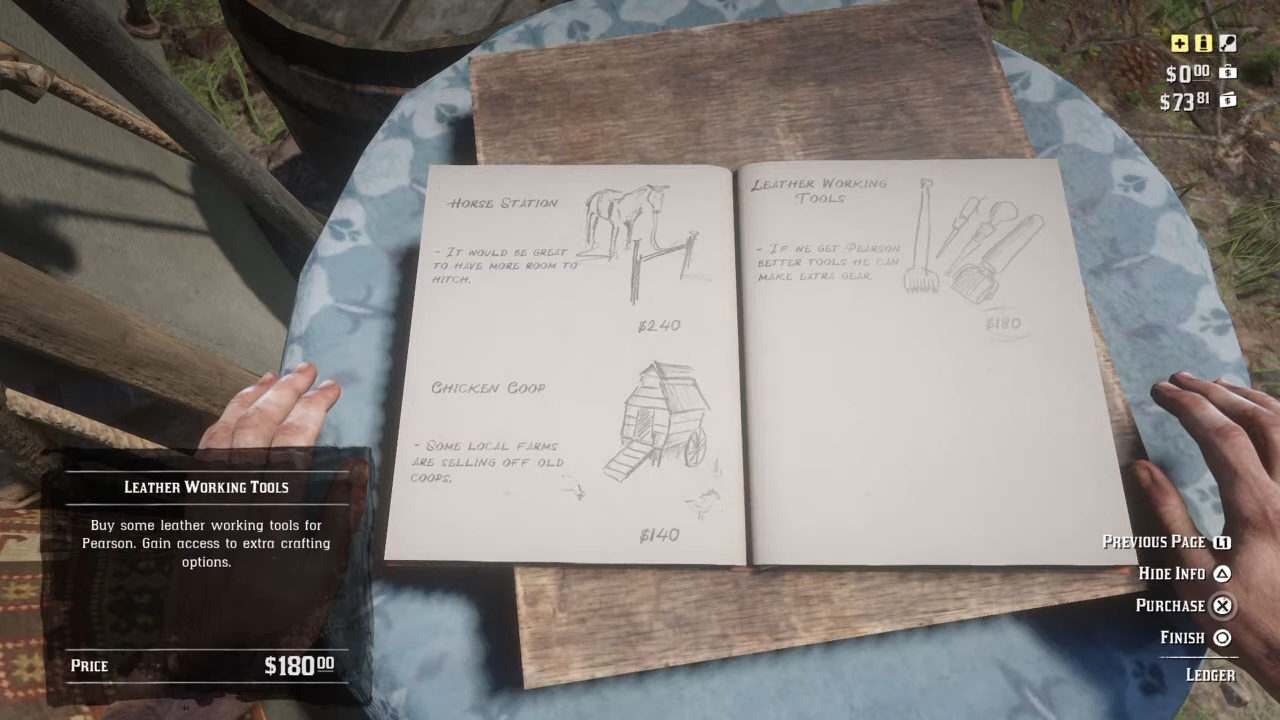 $0.00
$73.81
HORSE STATION
- IT WOULD BE GREAT
TO HAVE MORE ROOM TO
HITCH.
$240
CHICKEN COOP
- SOME LOCAL FARMS
ARE SELLING OFF OLD
COOPS.
$140
LEATHER WORKING
TOOLS
- IF WE GET PEARSON
BETTER TOOLS HE CAN
MAKE EXTRA GEAR.
$180
LEATHER WORKING TOOLS
Buy some leather working tools for
Pearson. Gain access to extra crafting
options.
PRICE $180.00
PREVIOUS PAGE L1
HIDE INFO
PURCHASE
FINISH
LEDGER